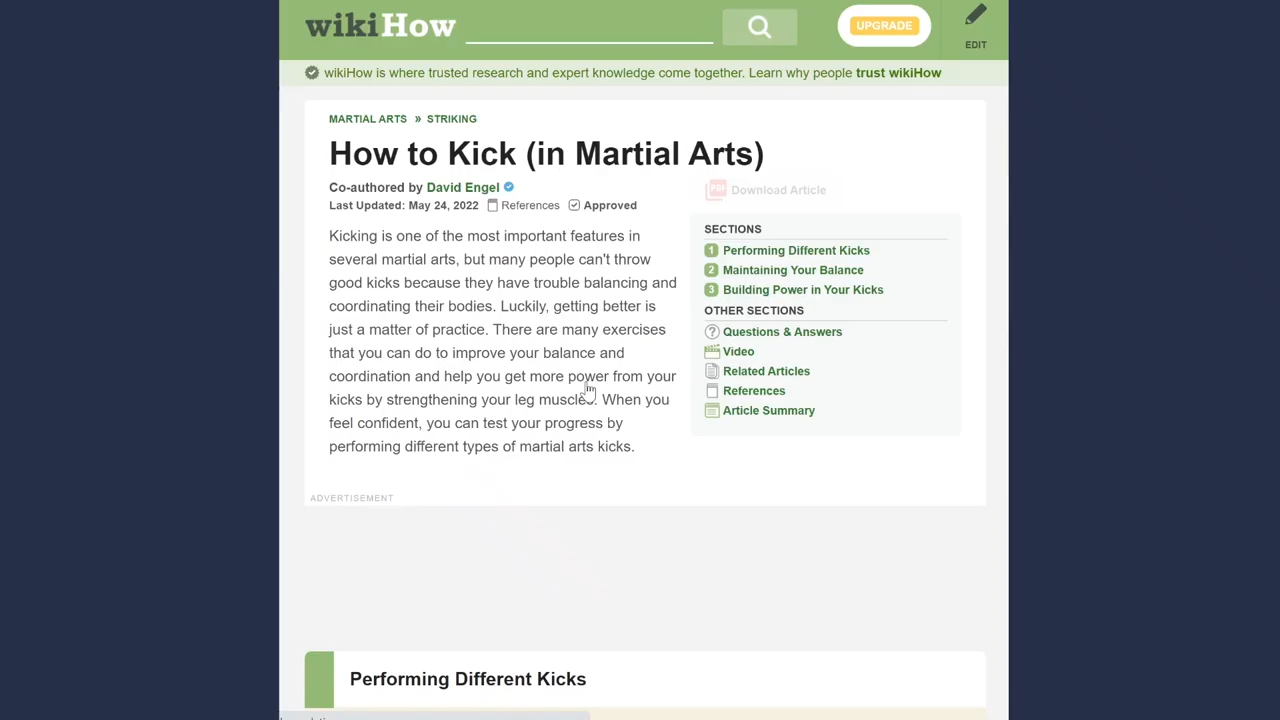 wikiHow
UPGRADE
EDIT
wikiHow is where trusted research and expert knowledge come together. Learn why people trust wikiHow
MARTIAL ARTS » STRIKING
How to Kick (in Martial Arts)
Co-authored by David Engel
Last Updated: May 24, 2022 References Approved
PDF Download Article
Kicking is one of the most important features in
several martial arts, but many people can't throw
good kicks because they have trouble balancing and
coordinating their bodies. Luckily, getting better is
just a matter of practice. There are many exercises
that you can do to improve your balance and
coordination and help you get more power from your
kicks by strengthening your leg muscles. When you
feel confident, you can test your progress by
performing different types of martial arts kicks.
SECTIONS
1 Performing Different Kicks
2 Maintaining Your Balance
3 Building Power in Your Kicks
OTHER SECTIONS
? Questions & Answers
Video
Related Articles
References
Article Summary
ADVERTISEMENT
Performing Different Kicks